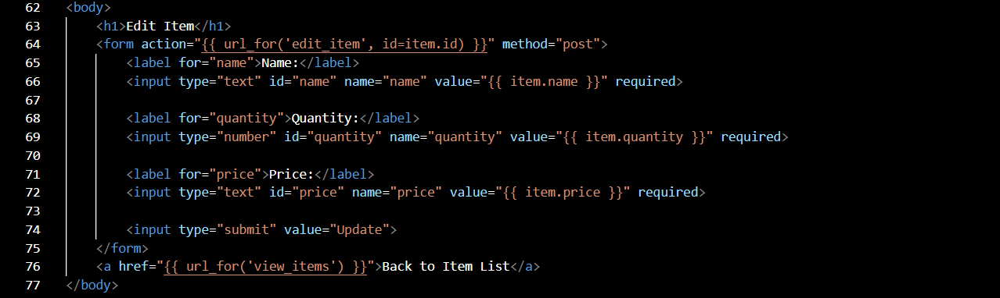 62 <body>
63 <h1>Edit Item</h1>
64 <form action="{{ url_for('edit_item', id=item.id) }}" method="post">
65 <label for="name">Name:</label>
66 <input type="text" id="name" name="name" value="{{ item.name }}" required>
67
68 <label for="quantity">Quantity:</label>
69 <input type="number" id="quantity" name="quantity" value="{{ item.quantity }}" required>
70
71 <label for="price">Price:</label>
72 <input type="text" id="price" name="price" value="{{ item.price }}" required>
73
74 <input type="submit" value="Update">
75 </form>
76 <a href="{{ url_for('view_items') }}">Back to Item List</a>
77 </body>